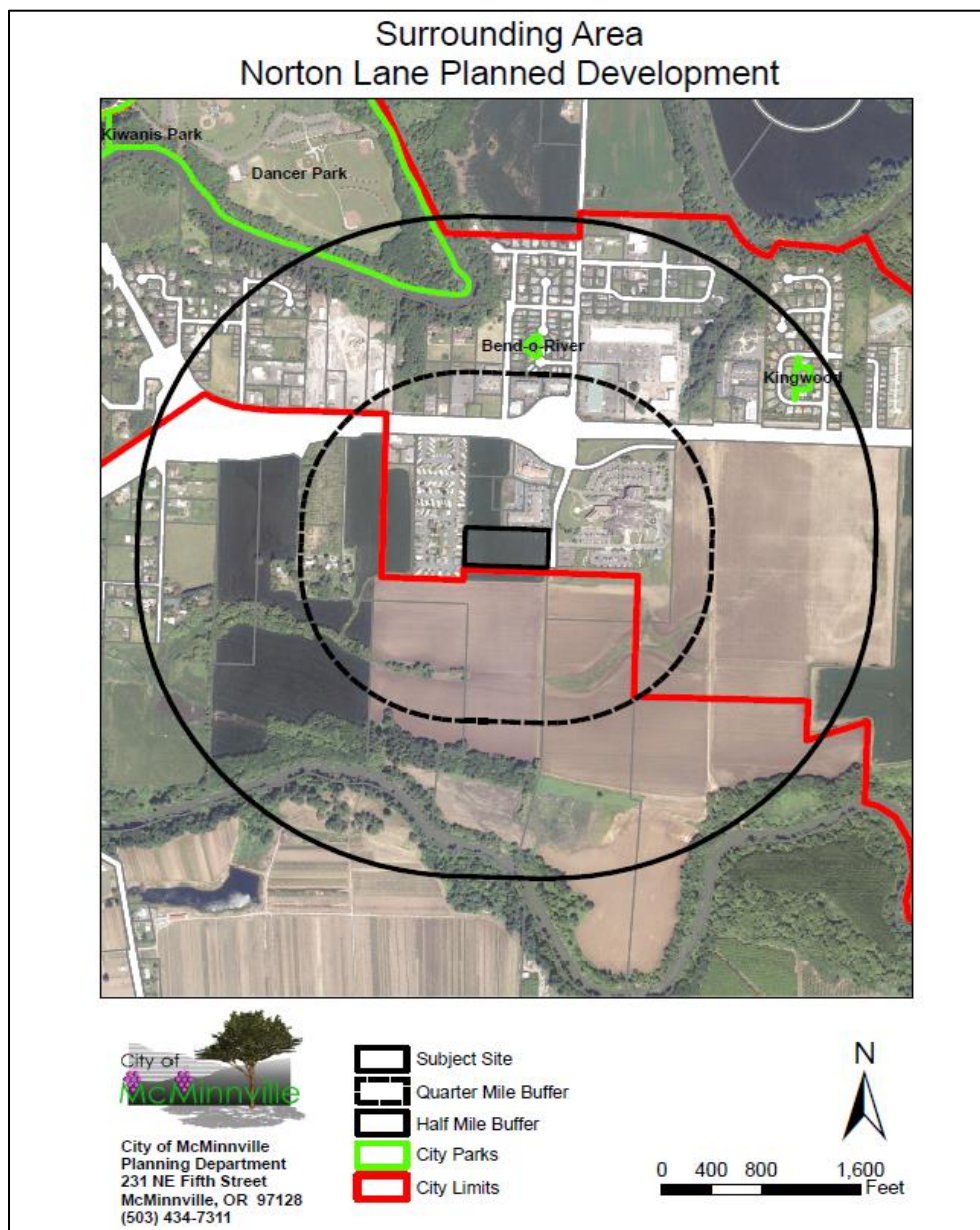 Surrounding Area
Norton Lane Planned Development
Kiwanis Park
Dancer Park
Bend-o-River
Kingwood
City of
McMinnville
City of McMinnville
Planning Department
231 NE Fifth Street
McMinnville, OR 97128
(503) 434-7311
Subject Site
Quarter Mile Buffer
Half Mile Buffer
City Parks
City Limits
N
0 400 800 1,600
Feet